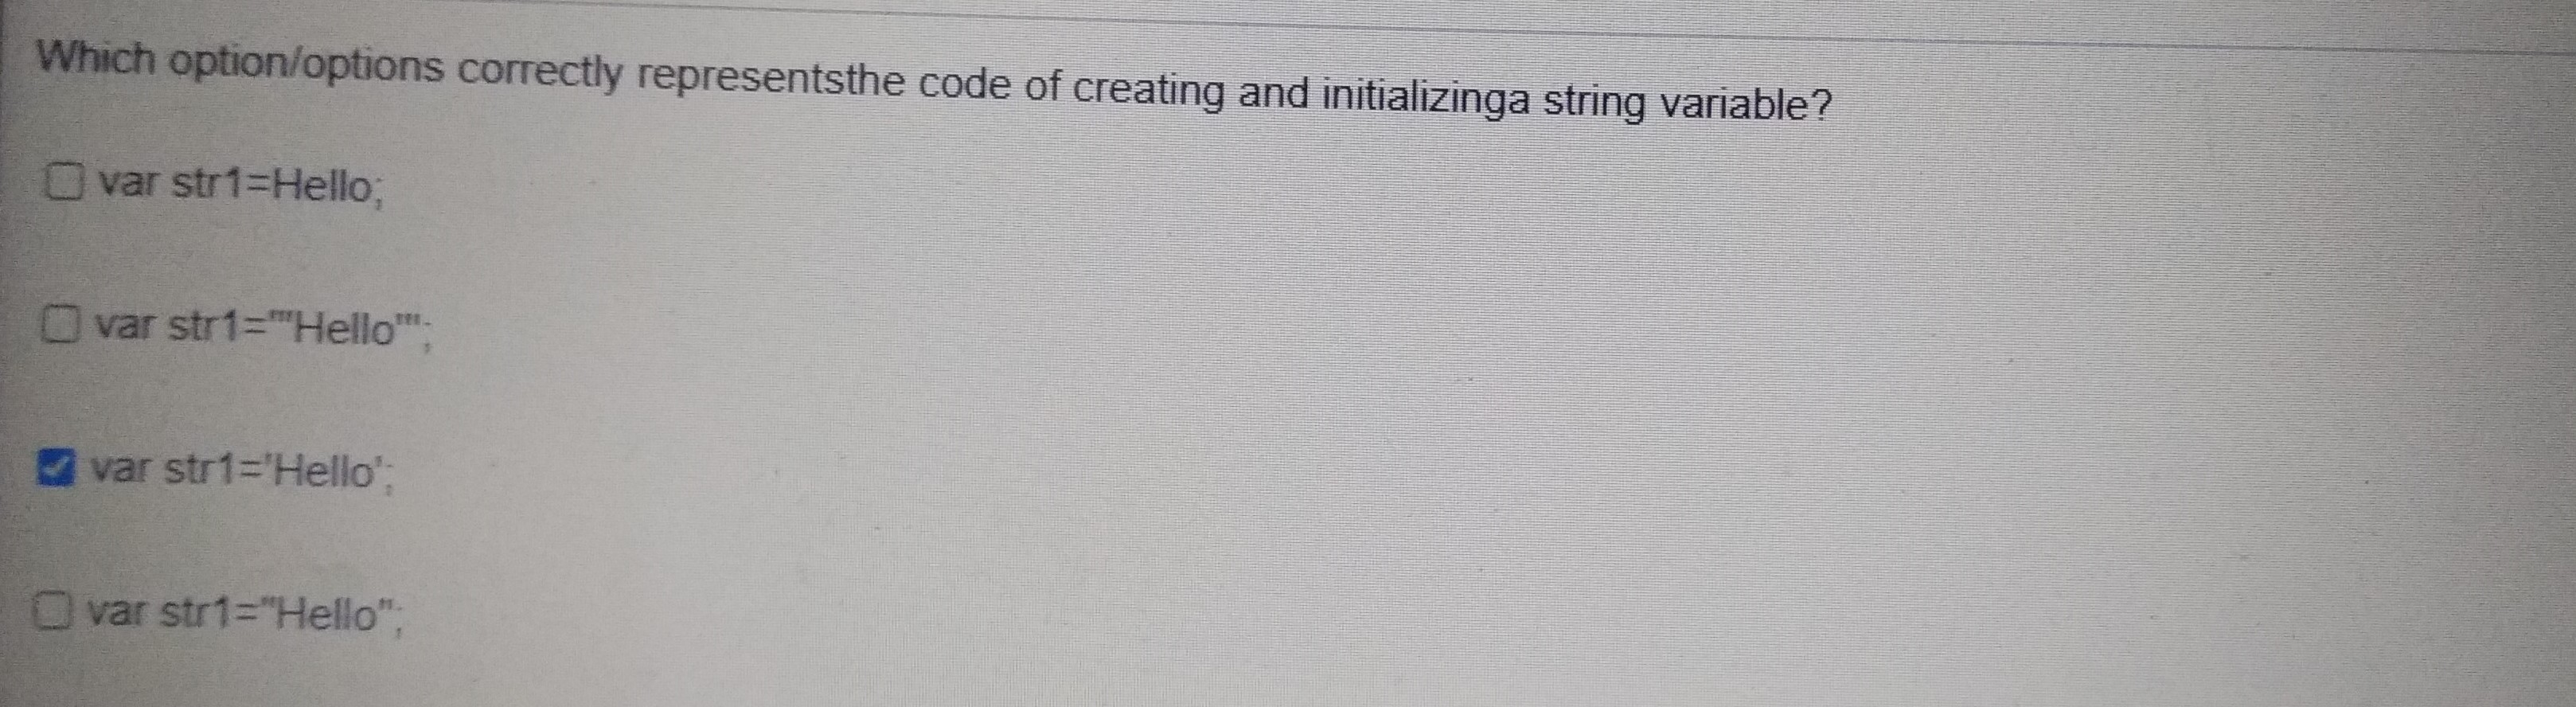 Which option/options correctly representsthe code of creating and initializinga string variable?
var str1=Hello;
var str1="'Hello"';
var str1='Hello';
var str1="Hello";